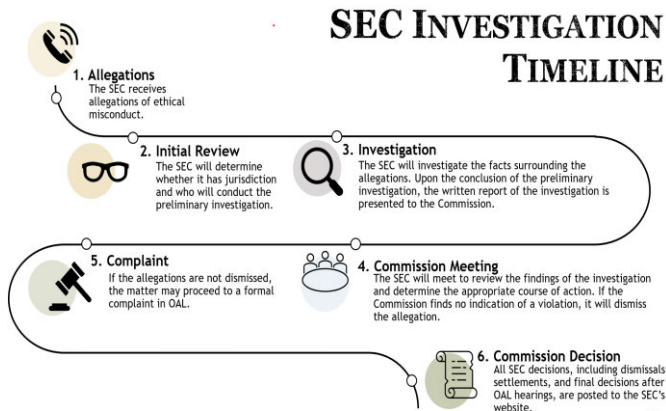 SEC INVESTIGATION
TIMELINE
1. Allegations
The SEC receives
allegations of ethical
misconduct.
2. Initial Review
The SEC will determine
whether it has jurisdiction
and who will conduct the
preliminary investigation.
3. Investigation
The SEC will investigate the facts surrounding the
allegations. Upon the conclusion of the preliminary
investigation, the written report of the investigation is
presented to the Commission.
4. Commission Meeting
The SEC will meet to review the findings of the investigation
and determine the appropriate course of action. If the
Commission finds no indication of a violation, it will dismiss
the allegation.
5. Complaint
If the allegations are not dismissed,
the matter may proceed to a formal
complaint in OAL.
6. Commission Decision
All SEC decisions, including dismissals
settlements, and final decisions after
OAL hearings, are posted to the SEC's
website.